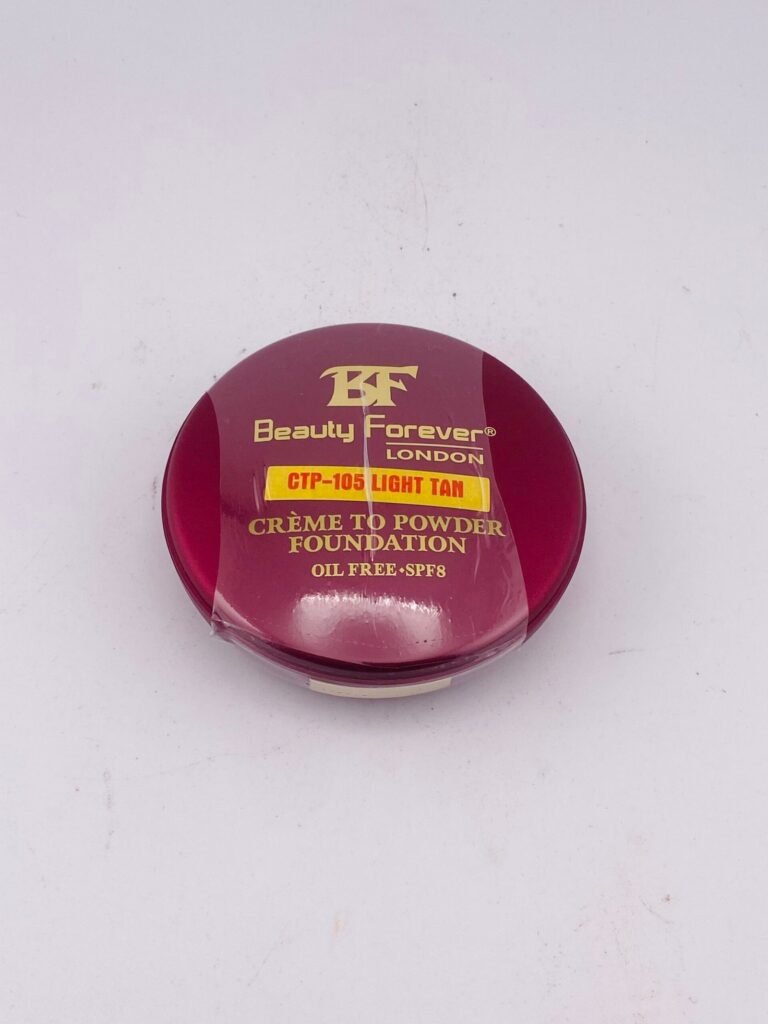 BF
Beauty Forever®
LONDON
CTP-105 LIGHT TAN
CRÈME TO POWDER
FOUNDATION
OIL FREE•SPF8